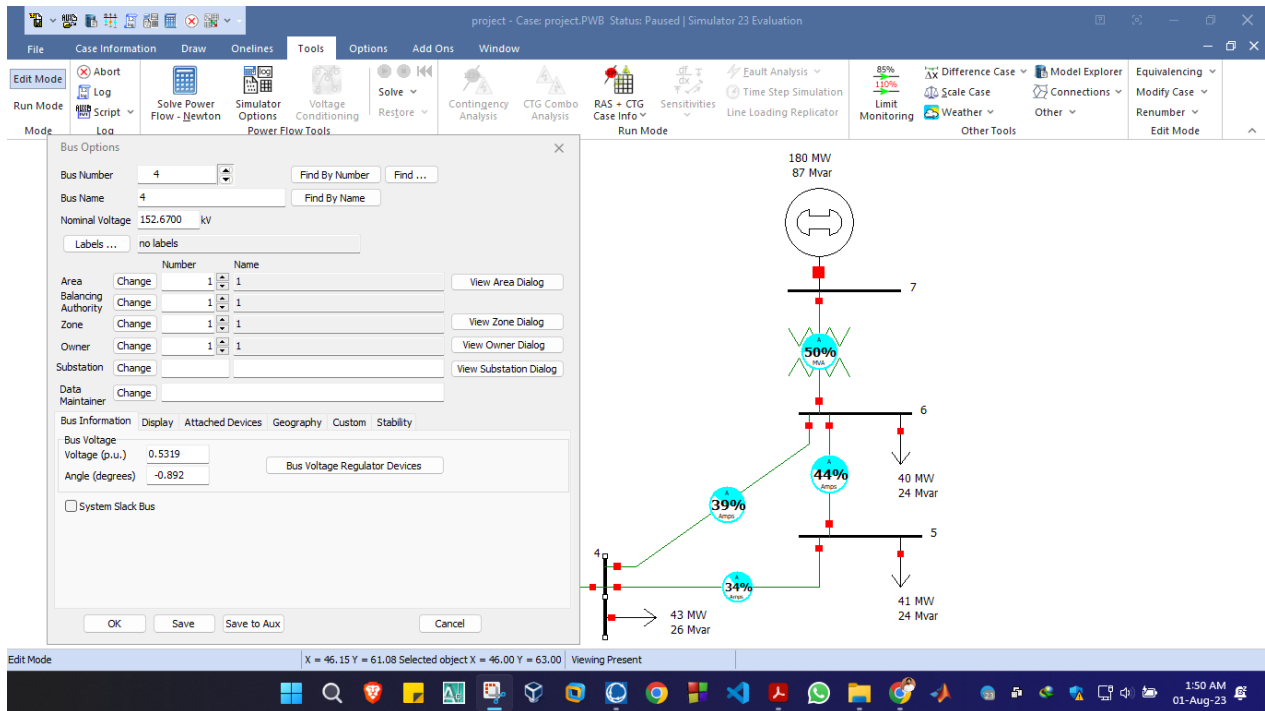 project - Case: project.PWB Status: Paused | Simulator 23 Evaluation
File Case Information Draw Onelines Tools Options Add Ons Window
Edit Mode
Run Mode
Mode
Abort
Log
Script
Log
Solve Power
Flow - Newton
Simulator
Options
Voltage
Conditioning
Solve
Restore
Power Flow Tools
Contingency
Analysis
CTG Combo
Analysis
RAS + CTG
Case Info
Sensitivities
Fault Analysis
Time Step Simulation
Line Loading Replicator
Run Mode
85%
110%
Limit
Monitoring
Difference Case
Scale Case
Weather
Model Explorer
Connections
Other
Other Tools
Equivalencing
Modify Case
Renumber
Edit Mode
Bus Options
Bus Number 4 Find By Number Find ...
Bus Name 4 Find By Name
Nominal Voltage 152.6700 kV
Labels ... no labels
Number Name
Area Change 1 1 View Area Dialog
Balancing
Authority Change 1 1
Zone Change 1 1 View Zone Dialog
Owner Change 1 1 View Owner Dialog
Substation Change View Substation Dialog
Data
Maintainer Change
Bus Information Display Attached Devices Geography Custom Stability
Bus Voltage
Voltage (p.u.) 0.5319
Angle (degrees) -0.892
Bus Voltage Regulator Devices
System Slack Bus
OK Save Save to Aux Cancel
180 MW
87 Mvar
7
A
50%
MVA
6
A
44%
Amps
40 MW
24 Mvar
A
39%
Amps
5
4
A
34%
Amps
41 MW
24 Mvar
43 MW
26 Mvar
Edit Mode X = 46.15 Y = 61.08 Selected object X = 46.00 Y = 63.00 Viewing Present
1:50 AM
01-Aug-23